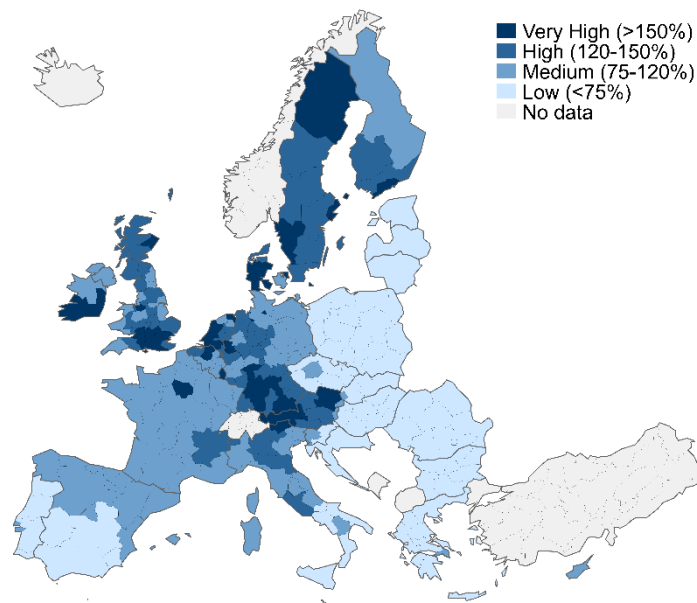 Very High (>150%)
High (120-150%)
Medium (75-120%)
Low (<75%)
No data